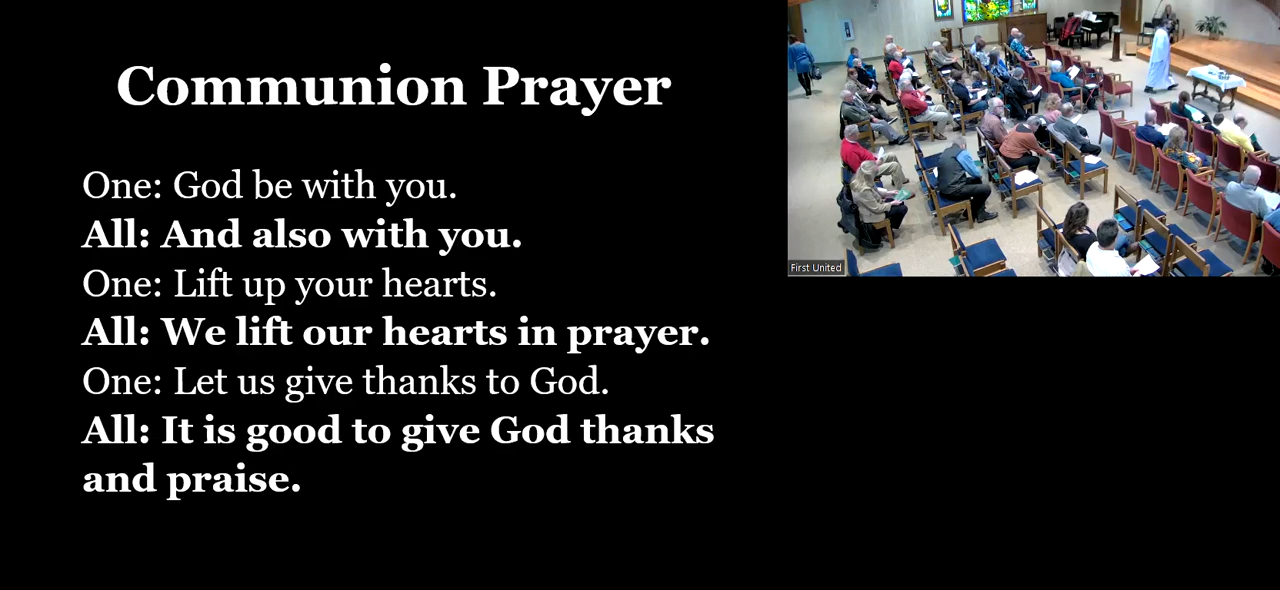 Communion Prayer
One: God be with you.
All: And also with you.
One: Lift up your hearts.
All: We lift our hearts in prayer.
One: Let us give thanks to God.
All: It is good to give God thanks
and praise.
First United